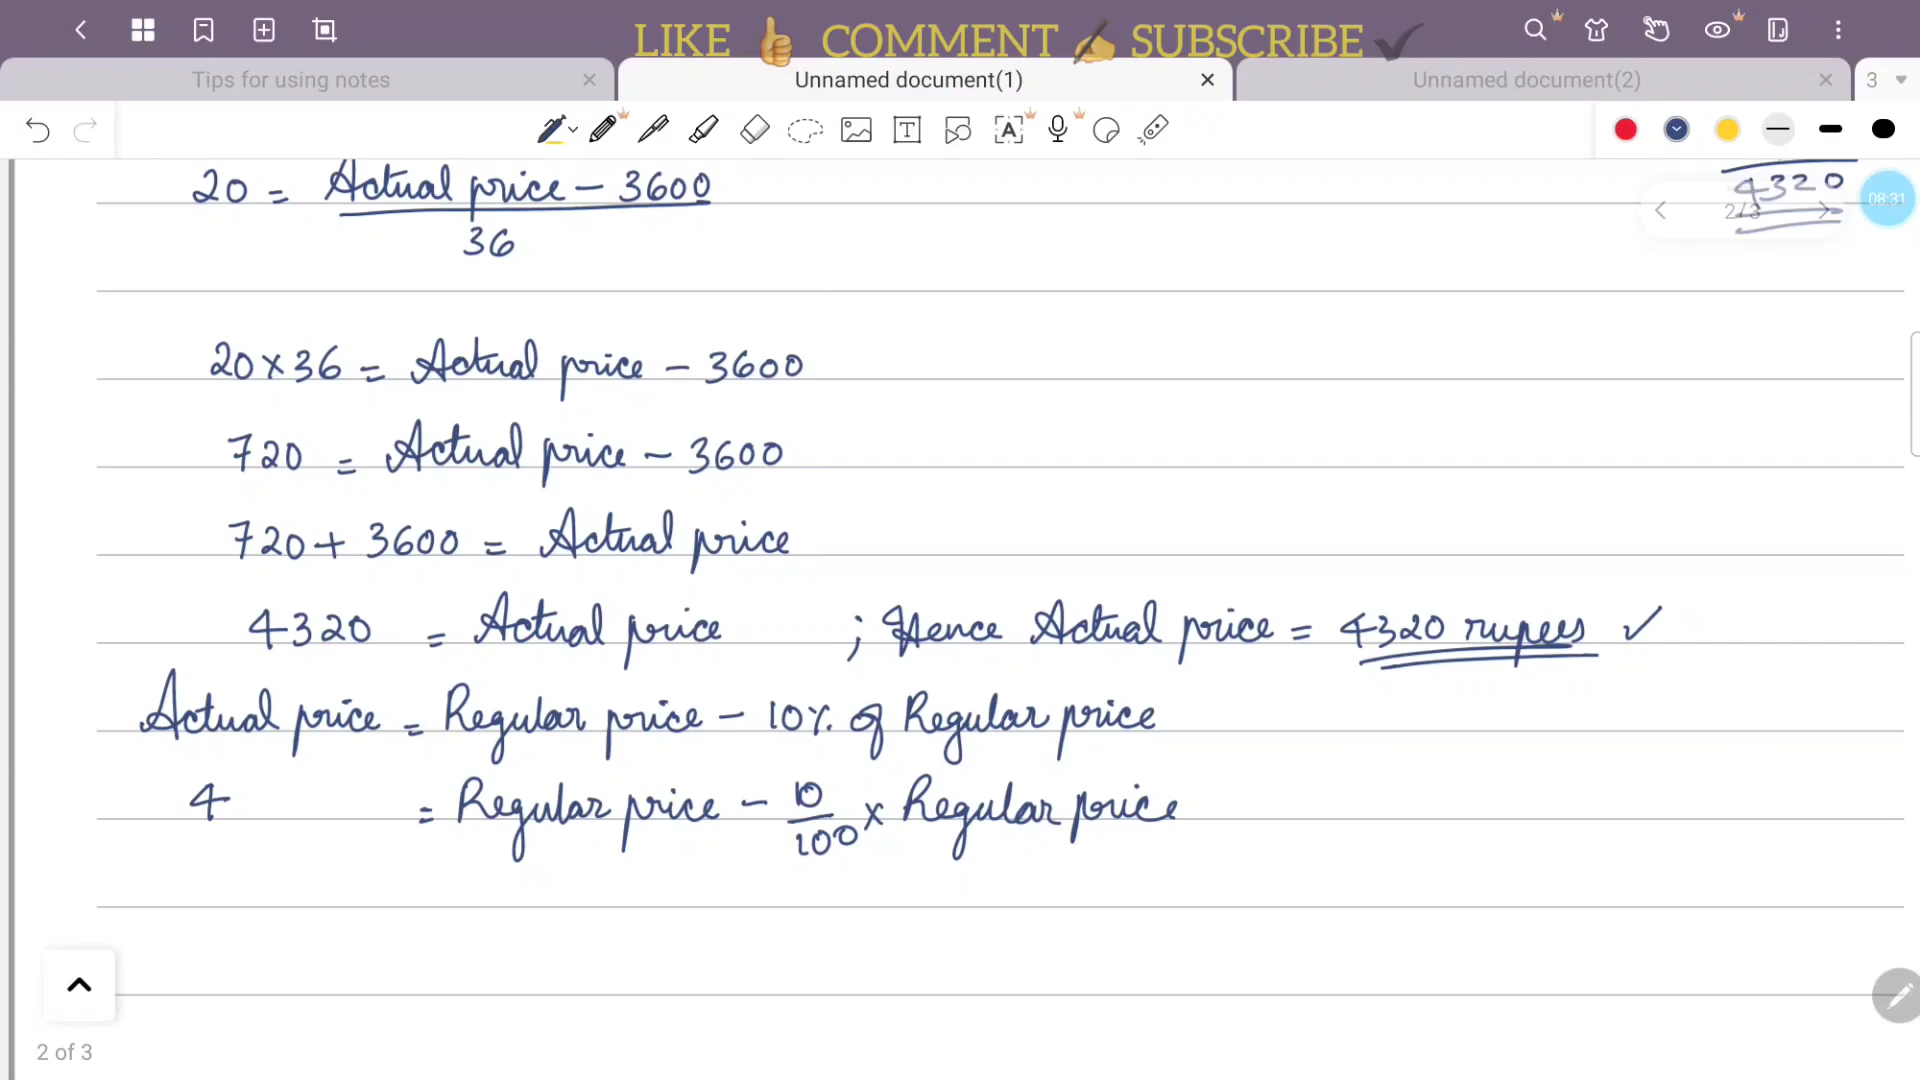 LIKE 👍 COMMENT ✍ SUBSCRIBE ✔
Tips for using notes
Unnamed document(1)
Unnamed document(2)
3
20 = Actual price - 3600
36
4320
2/3
08:31
20 × 36 = Actual price - 3600
720 = Actual price - 3600
720 + 3600 = Actual price
4320 = Actual price ; Hence Actual price = 4320 rupees ✓
Actual price = Regular price - 10% of Regular price
4 = Regular price - 10/100 × Regular price
2 of 3